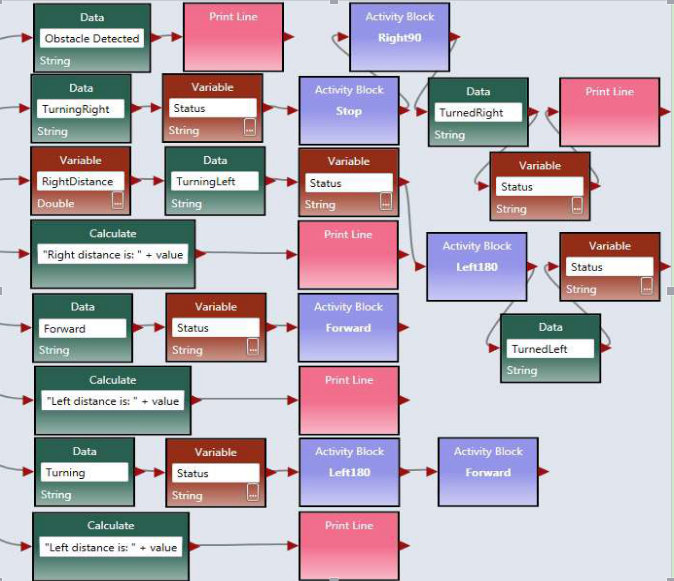 Data
Obstacle Detected
String
Print Line
Activity Block
Right90
Data
TurningRight
String
Variable
Status
String
...
Activity Block
Stop
Data
TurnedRight
String
Print Line
Variable
Status
String
...
Variable
RightDistance
Double
...
Data
TurningLeft
String
Variable
Status
String
...
Calculate
"Right distance is: " + value
Print Line
Activity Block
Left180
Variable
Status
String
...
Data
TurnedLeft
String
Data
Forward
String
Variable
Status
String
...
Activity Block
Forward
Calculate
"Left distance is: " + value
Print Line
Data
Turning
String
Variable
Status
String
...
Activity Block
Left180
Activity Block
Forward
Calculate
"Left distance is: " + value
Print Line